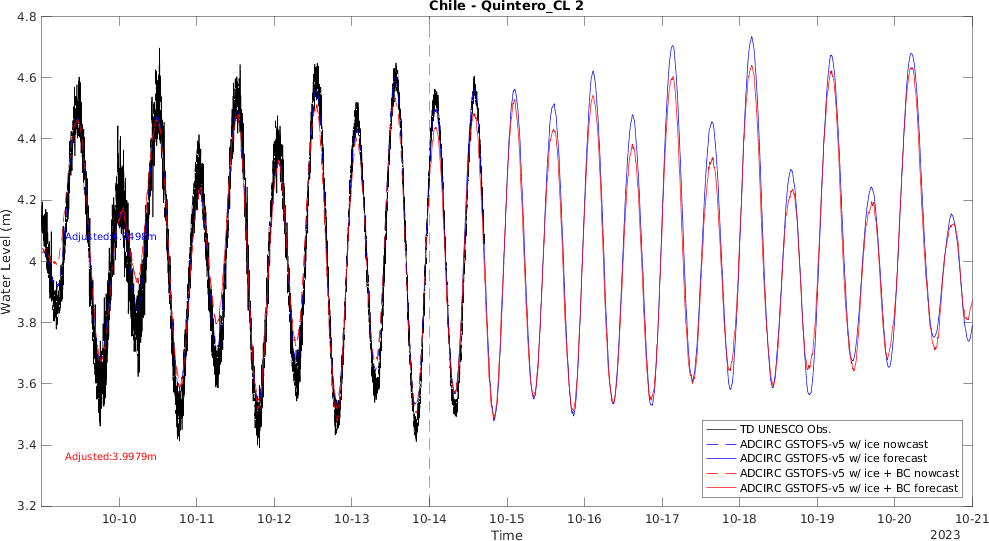 Chile - Quintero_CL 2
4.8
4.6
4.4
4.2
4
3.8
3.6
3.4
3.2
Water Level (m)
Adjusted:3.9979m
TD UNESCO Obs.
ADCIRC GSTOFS-v5 w/ ice nowcast
ADCIRC GSTOFS-v5 w/ ice forecast
ADCIRC GSTOFS-v5 w/ ice + BC nowcast
ADCIRC GSTOFS-v5 w/ ice + BC forecast
10-10 10-11 10-12 10-13 10-14 10-15 10-16 10-17 10-18 10-19 10-20 10-21
Time
2023